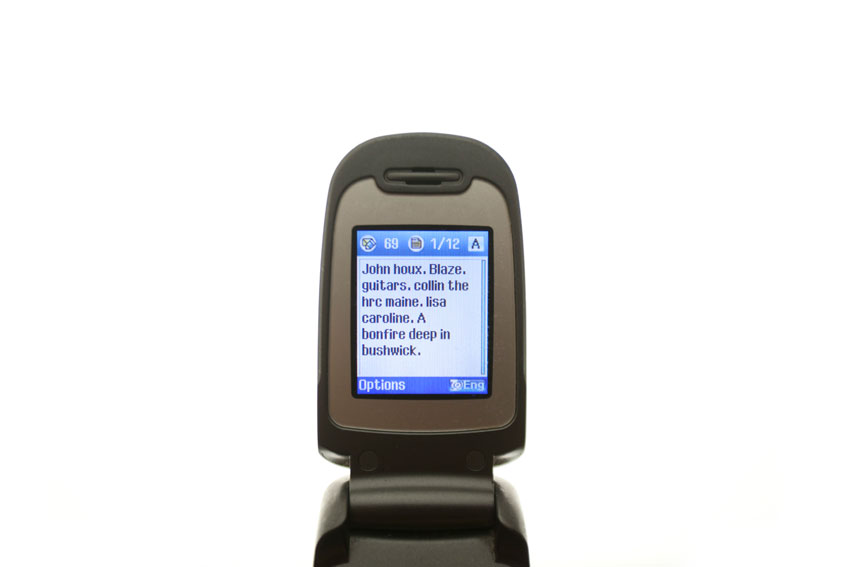 69 1/12 A
John houx. Blaze.
guitars. collin the
hrc maine. lisa
caroline. A
bonfire deep in
bushwick.
Options Eng